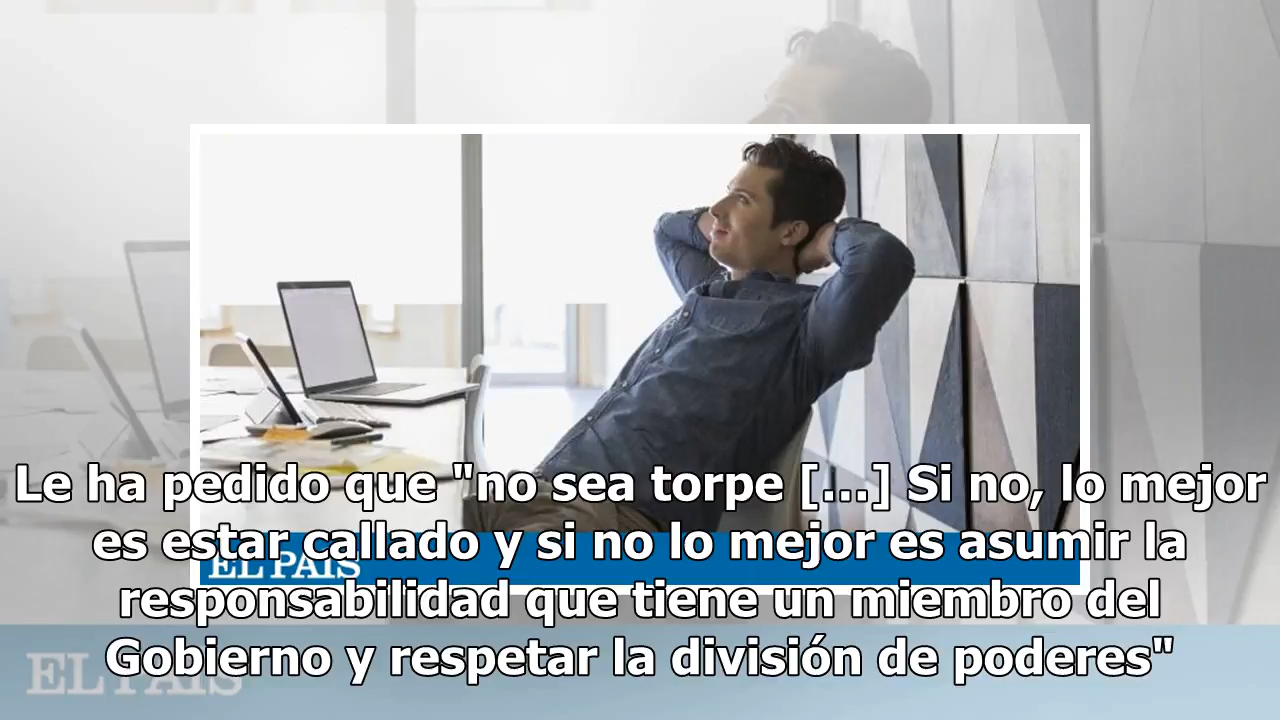 Le ha pedido que "no sea torpe [...] Si no, lo mejor
es estar callado y si no lo mejor es asumir la
EL PAÍS
responsabilidad que tiene un miembro del
Gobierno y respetar la división de poderes"
EL PAÍS